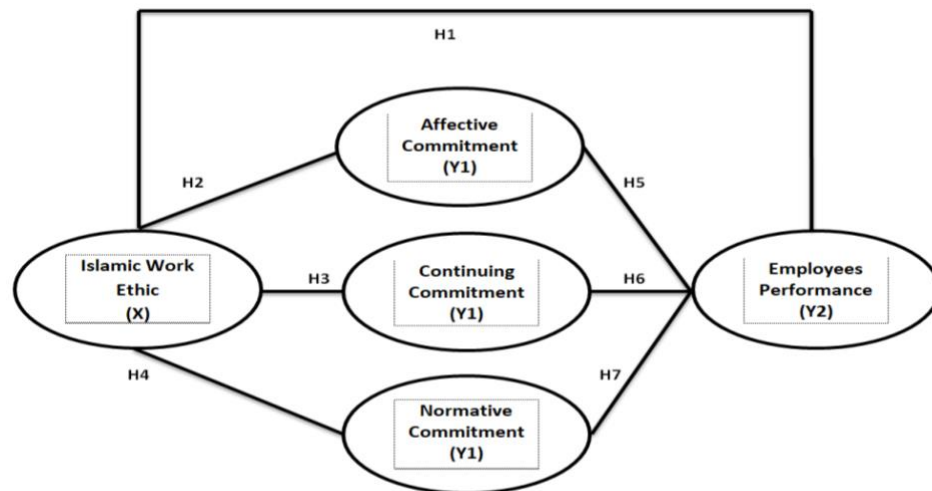 H1
Affective
Commitment
(Y1)
H2
H5
Islamic Work
Ethic
(X)
H3
Continuing
Commitment
(Y1)
H6
Employees
Performance
(Y2)
H4
H7
Normative
Commitment
(Y1)